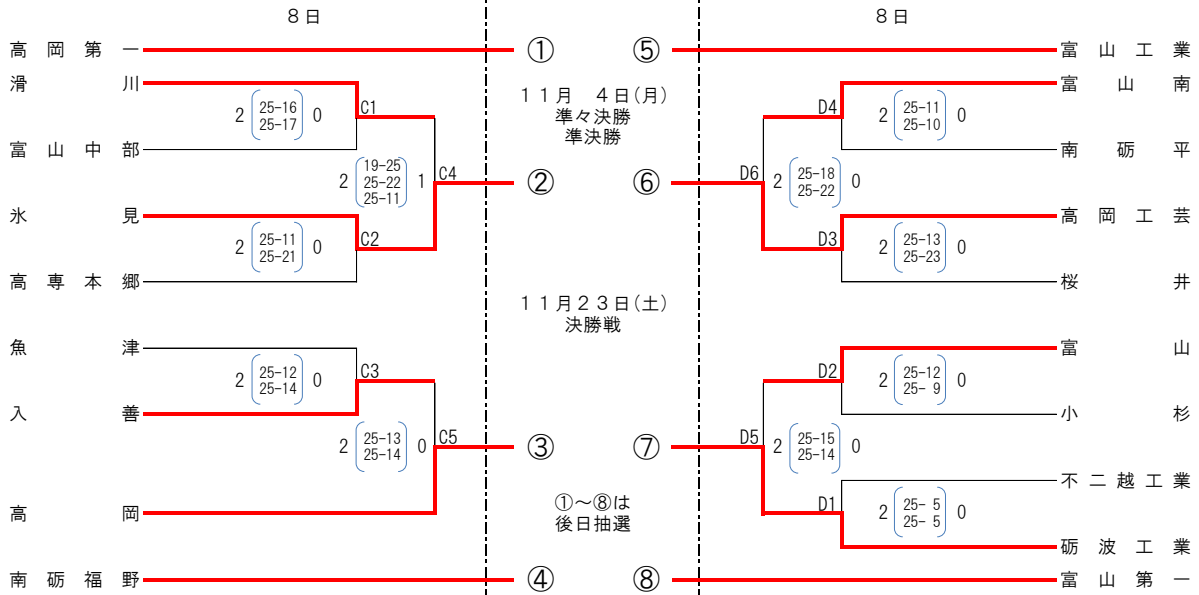 8日
8日
高岡第一
①
⑤
富山工業
滑川
富山南
11月 4日(月)
準々決勝
準決勝
2 25-16 0
25-17
C1
D4
2 25-11 0
25-10
富山中部
南砺平
2 19-25 1
25-22
25-11
C4
②
⑥
D6
2 25-18 0
25-22
氷見
高岡工芸
2 25-11 0
25-21
C2
D3
2 25-13 0
25-23
高専本郷
桜井
11月23日(土)
決勝戦
魚津
富山
2 25-12 0
25-14
C3
D2
2 25-12 0
25- 9
入善
小杉
2 25-13 0
25-14
C5
③
⑦
D5
2 25-15 0
25-14
不二越工業
①~⑧は
後日抽選
高岡
D1
2 25- 5 0
25- 5
砺波工業
南砺福野
④
⑧
富山第一